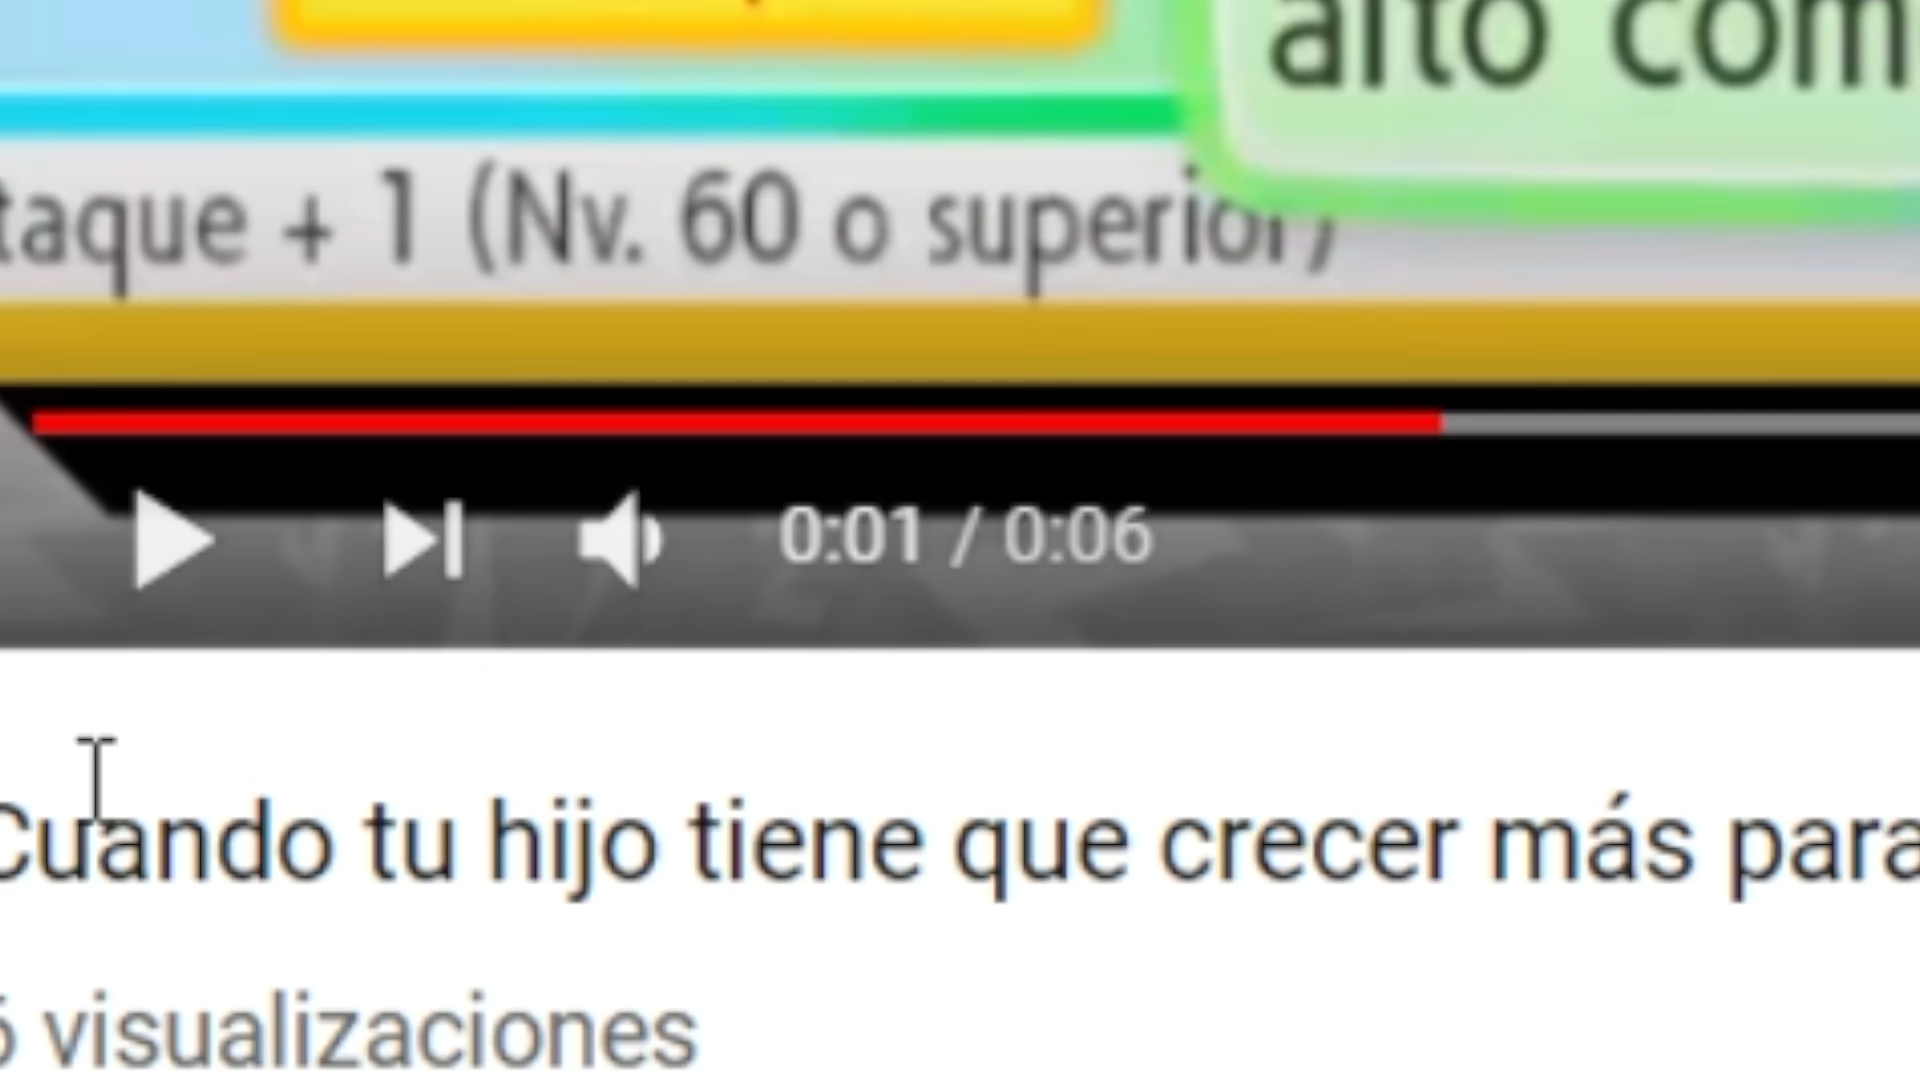 alto com
taque + 1 (Nv. 60 o superior)
0:01 / 0:06
Cuando tu hijo tiene que crecer más para
6 visualizaciones